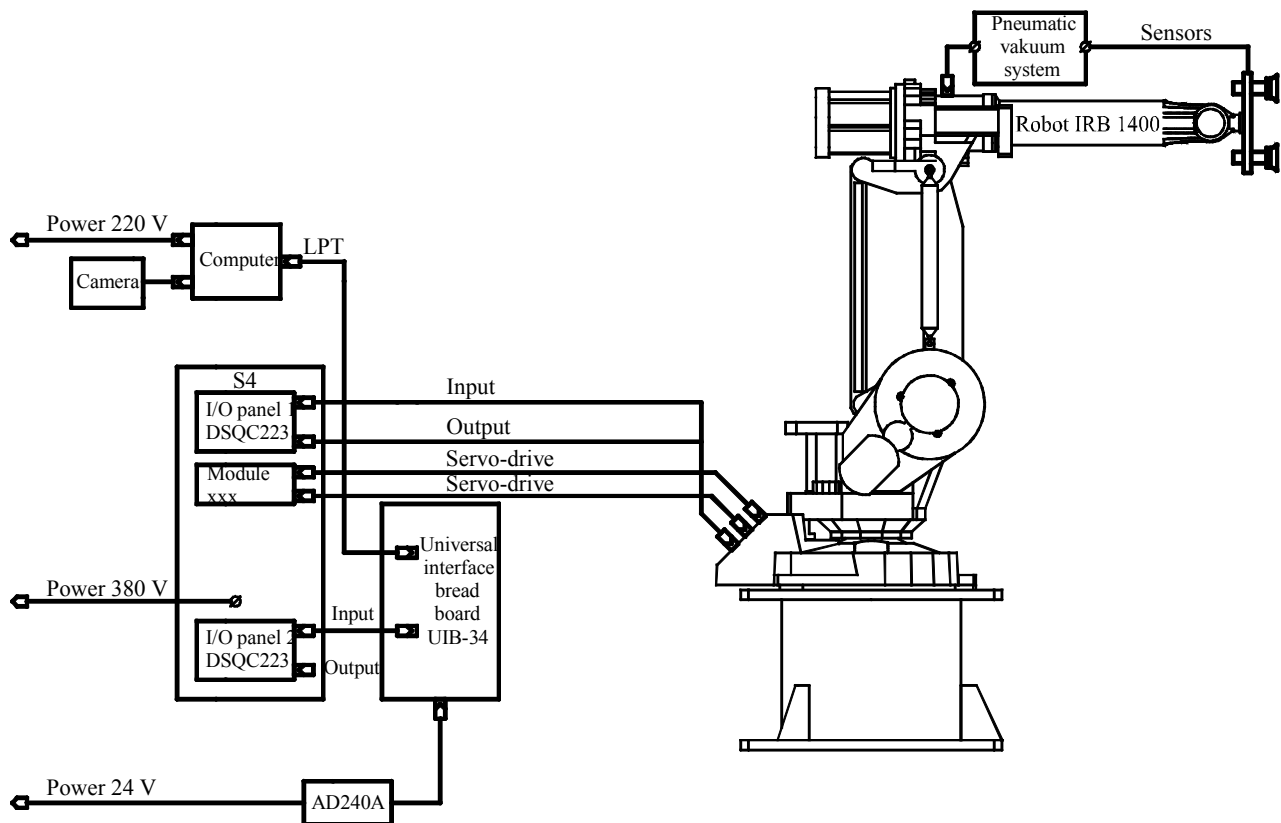 Pneumatic
vakuum
system
Sensors
Robot IRB 1400
Power 220 V
Computer
LPT
Camera
S4
I/O panel 1
DSQC223
Input
Output
Module
xxx
Servo-drive
Servo-drive
Universal
interface
bread
board
UIB-34
Power 380 V
Input
I/O panel 2
DSQC223
Output
Power 24 V
AD240A